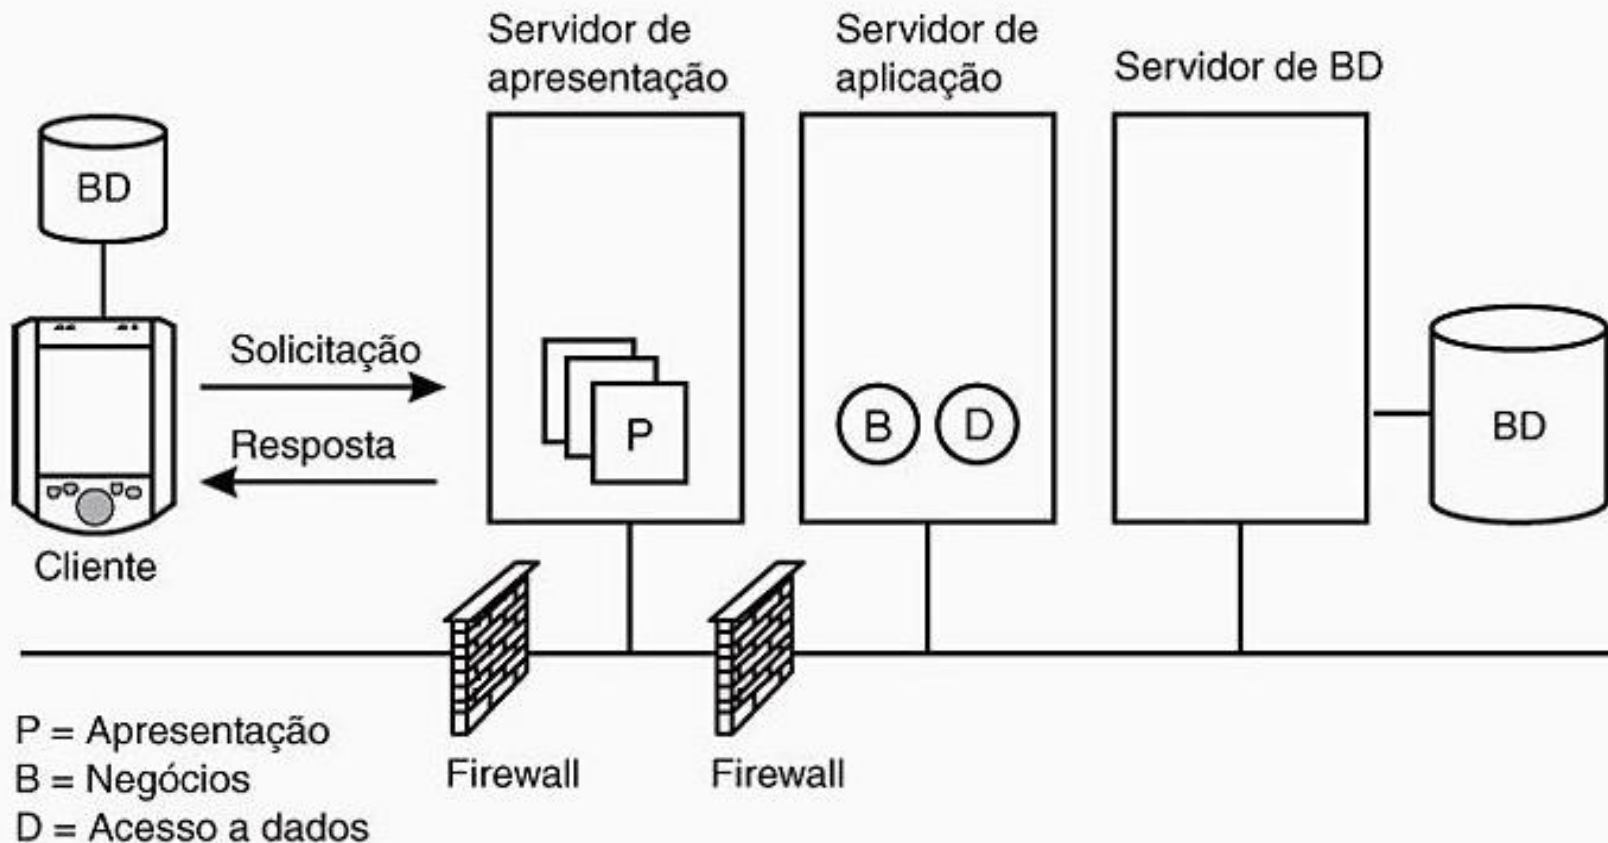 Servidor de
apresentação
Servidor de
aplicação
Servidor de BD
BD
Solicitação
Resposta
P
B
D
BD
Cliente
Firewall
Firewall
P = Apresentação
B = Negócios
D = Acesso a dados